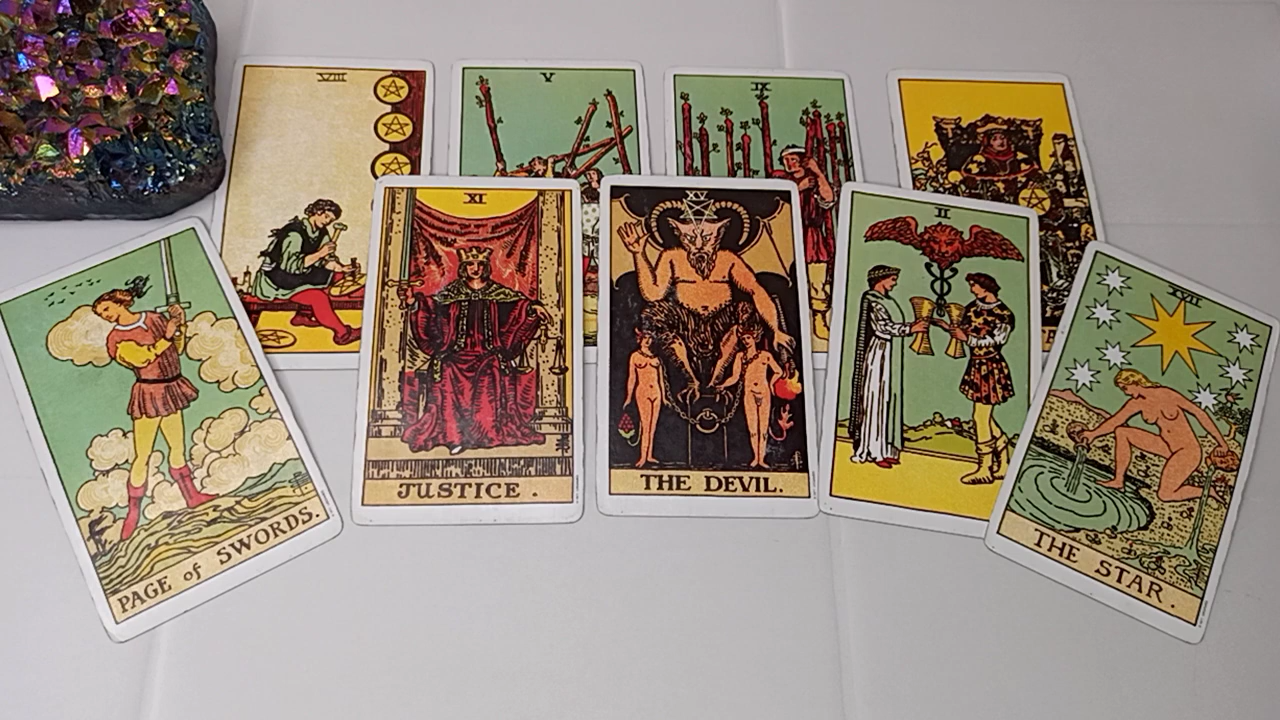 VIII
V
IX
XI
XV
II
XVII
PAGE of SWORDS.
JUSTICE.
THE DEVIL.
THE STAR.